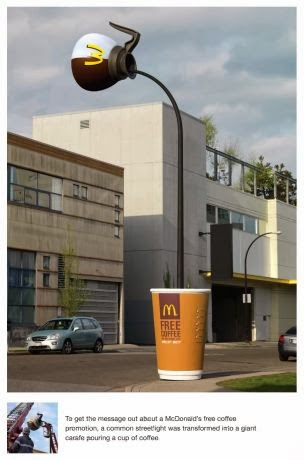 FREE
COFFEE
To get the message out about a McDonald's free coffee
promotion, a common streetlight was transformed into a giant
carafe pouring a cup of coffee